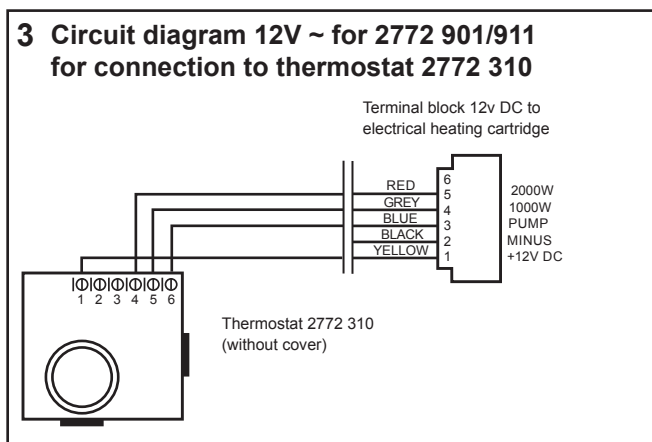 3 Circuit diagram 12V ~ for 2772 901/911
for connection to thermostat 2772 310
Terminal block 12v DC to
electrical heating cartridge
6
RED 5 2000W
GREY 4 1000W
BLUE 3 PUMP
BLACK 2 MINUS
YELLOW 1 +12V DC
1 2 3 4 5 6
Thermostat 2772 310
(without cover)